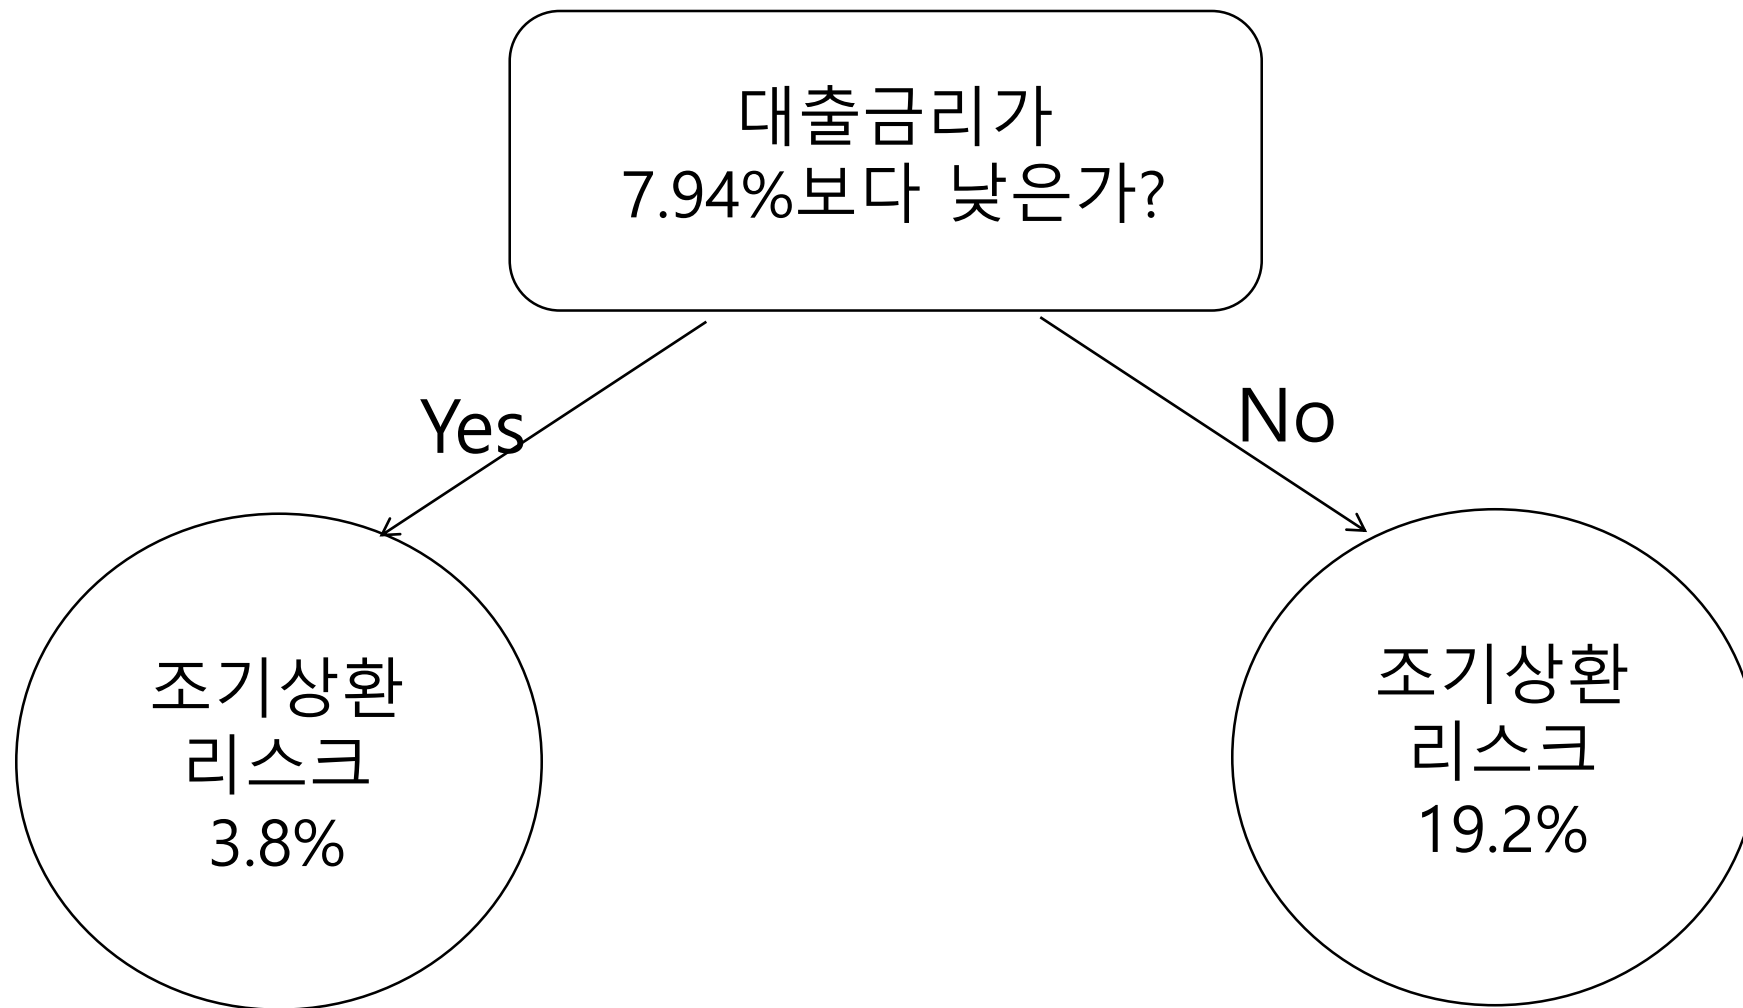 대출금리가
7.94%보다 낮은가?
Yes
No
조기상환
리스크
3.8%
조기상환
리스크
19.2%